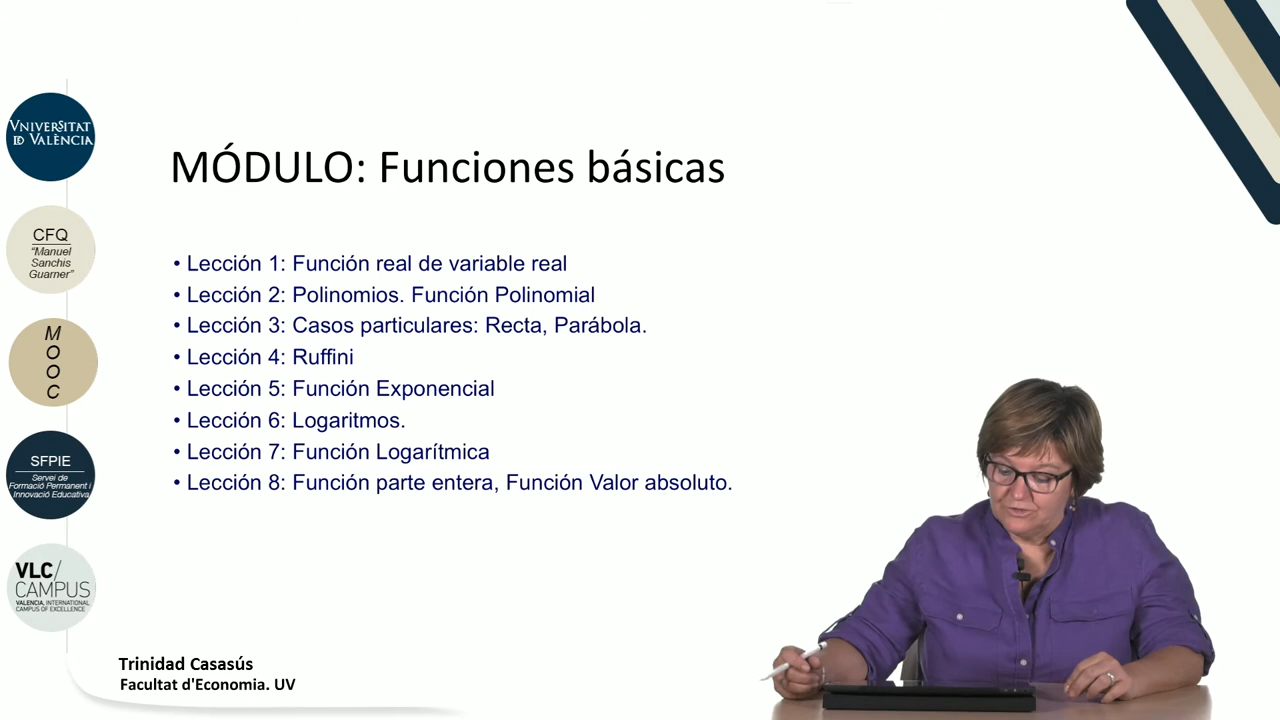 VNIVERSITAT
ID VALÈNCIA
CFQ
"Manuel
Sanchis
Guarner"
M
O
O
C
SFPIE
Servei de
Formació Permanent i
Innovació Educativa
VLC/
CAMPUS
VALENCIA, INTERNATIONAL
CAMPUS OF EXCELLENCE
MÓDULO: Funciones básicas
• Lección 1: Función real de variable real
• Lección 2: Polinomios. Función Polinomial
• Lección 3: Casos particulares: Recta, Parábola.
• Lección 4: Ruffini
• Lección 5: Función Exponencial
• Lección 6: Logaritmos.
• Lección 7: Función Logarítmica
• Lección 8: Función parte entera, Función Valor absoluto.
Trinidad Casasús
Facultat d'Economia. UV